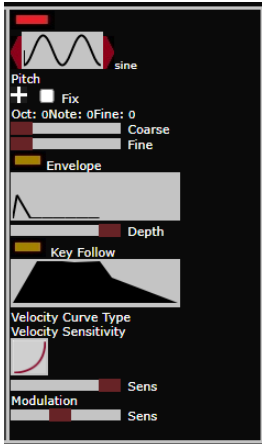 sine
Pitch
Fix
Oct: 0Note: 0Fine: 0
Coarse
Fine
Envelope
Depth
Key Follow
Velocity Curve Type
Velocity Sensitivity
Sens
Modulation
Sens